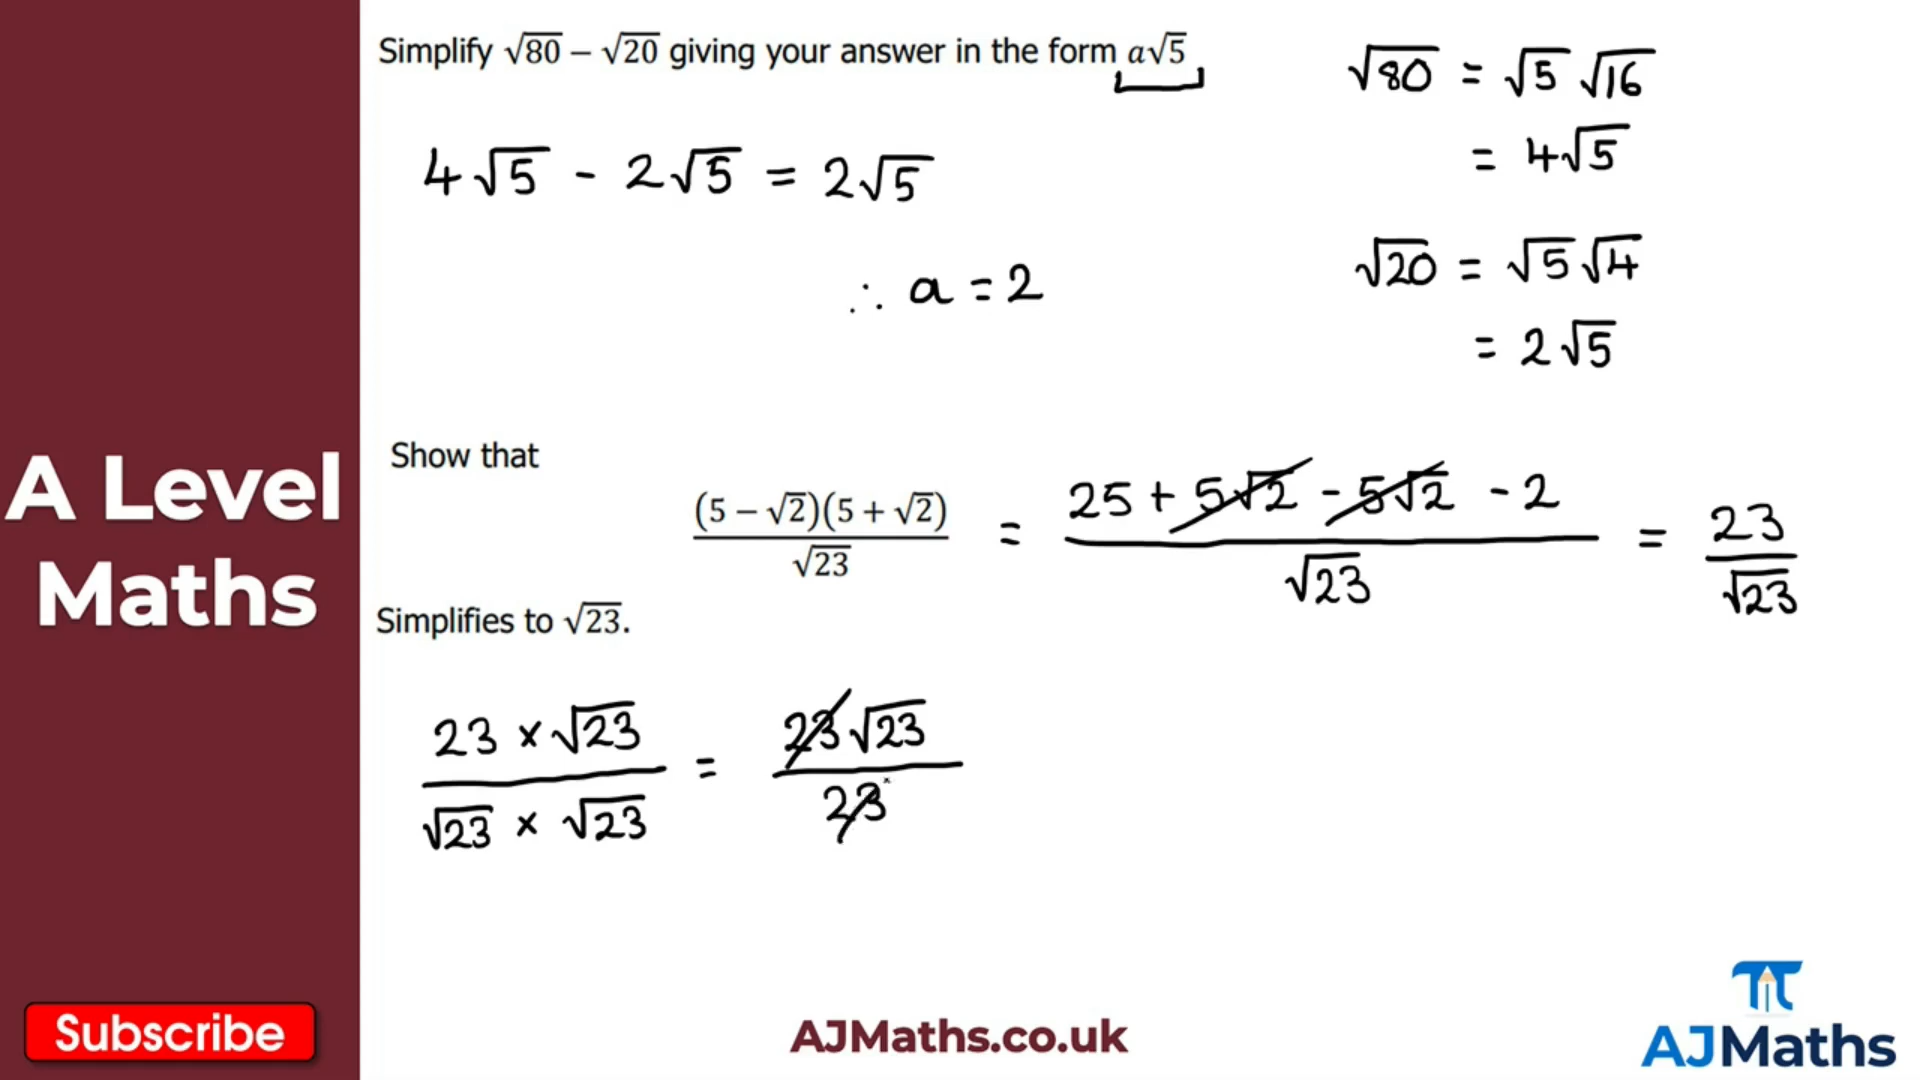 Simplify √80 − √20 giving your answer in the form a√5
4√5 - 2√5 = 2√5
∴ a = 2
√80 = √5 √16
= 4√5
√20 = √5 √4
= 2√5
Show that
(5 − √2)(5 + √2) / √23 = (25 + 5√2 - 5√2 - 2) / √23 = 23 / √23
Simplifies to √23.
(23 × √23) / (√23 × √23) = 23√23 / 23
A Level
Maths
Subscribe
AJMaths.co.uk
AJMaths